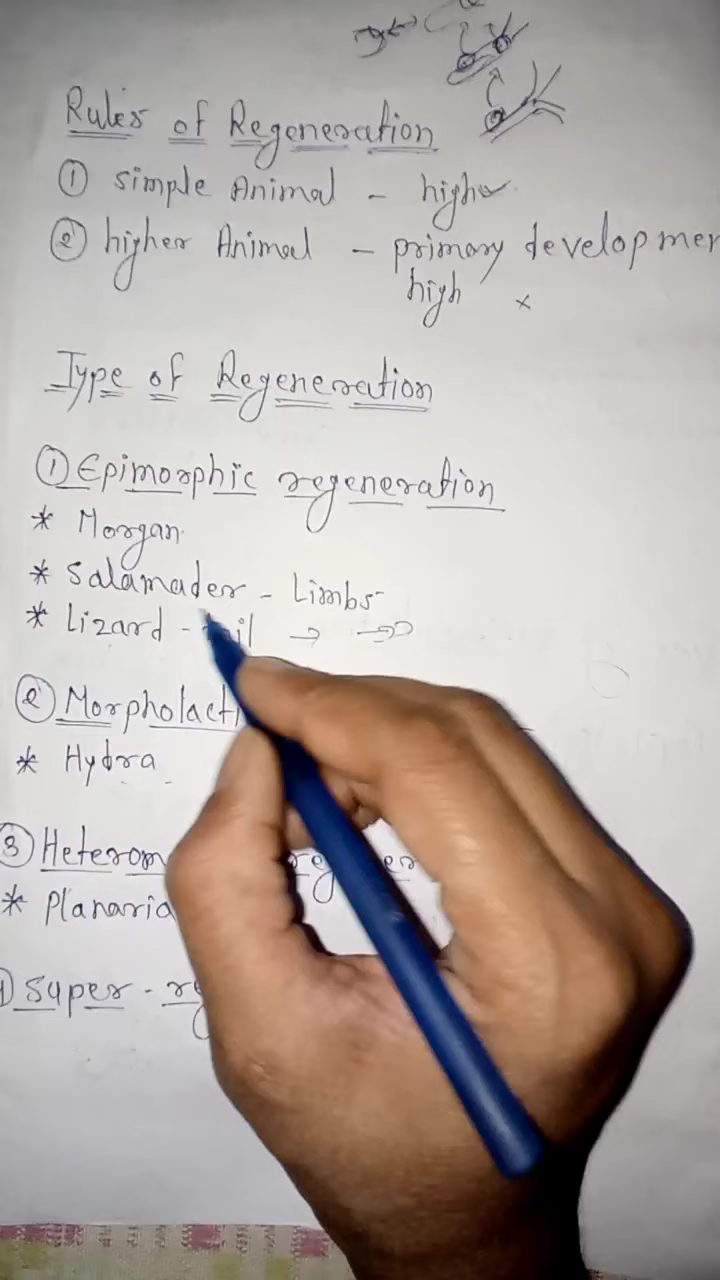 Rules of Regeneration
① simple Animal - higher
② higher Animal - primary developmen
high ×
Type of Regeneration
① Epimorphic regeneration
* Morgan
* Salamader - Limbs
* Lizard -
② Morpholacti
* Hydra
③ Heterom
* Planaria
Super -